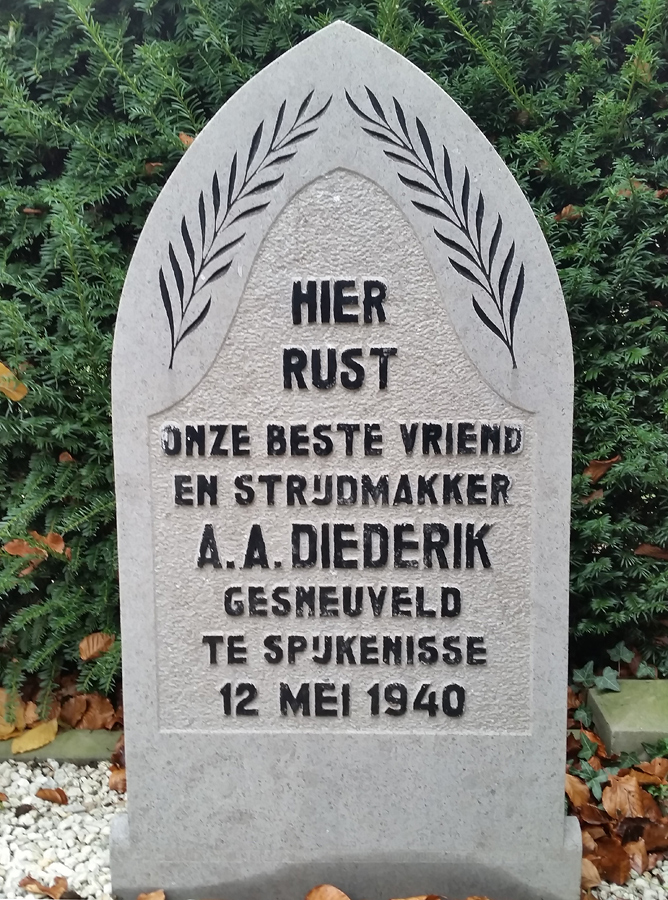 HIER
RUST
ONZE BESTE VRIEND
EN STRIJDMAKKER
A.A. DIEDERIK
GESNEUVELD
TE SPIJKENISSE
12 MEI 1940